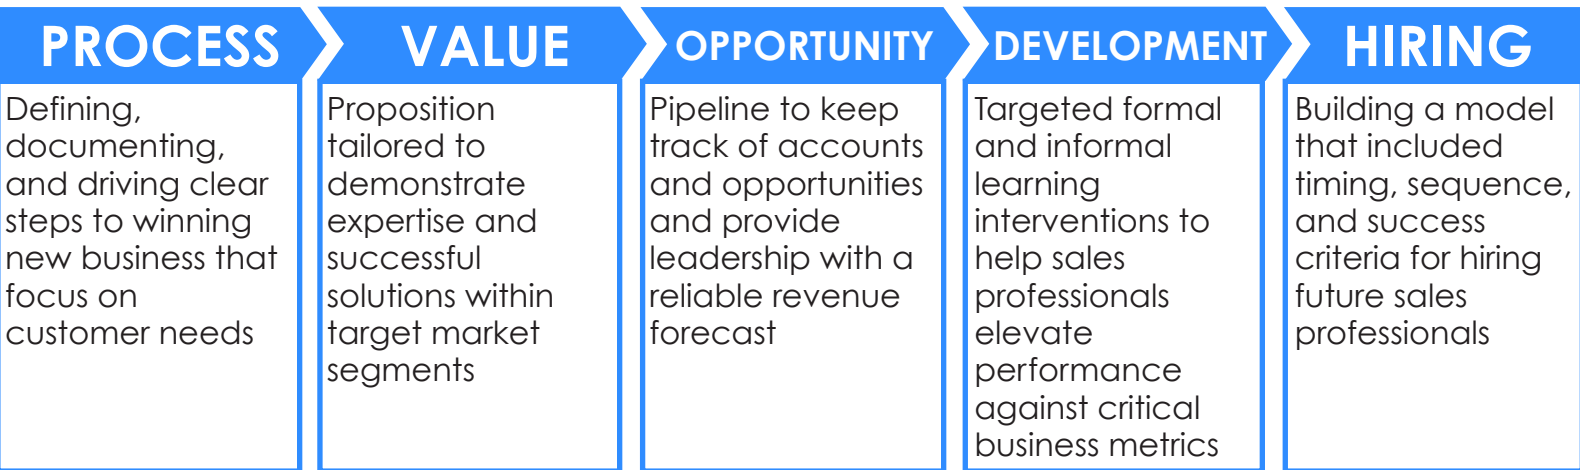 PROCESS
Defining,
documenting,
and driving clear
steps to winning
new business that
focus on
customer needs
VALUE
Proposition
tailored to
demonstrate
expertise and
successful
solutions within
target market
segments
OPPORTUNITY
Pipeline to keep
track of accounts
and opportunities
and provide
leadership with a
reliable revenue
forecast
DEVELOPMENT
Targeted formal
and informal
learning
interventions to
help sales
professionals
elevate
performance
against critical
business metrics
HIRING
Building a model
that included
timing, sequence,
and success
criteria for hiring
future sales
professionals